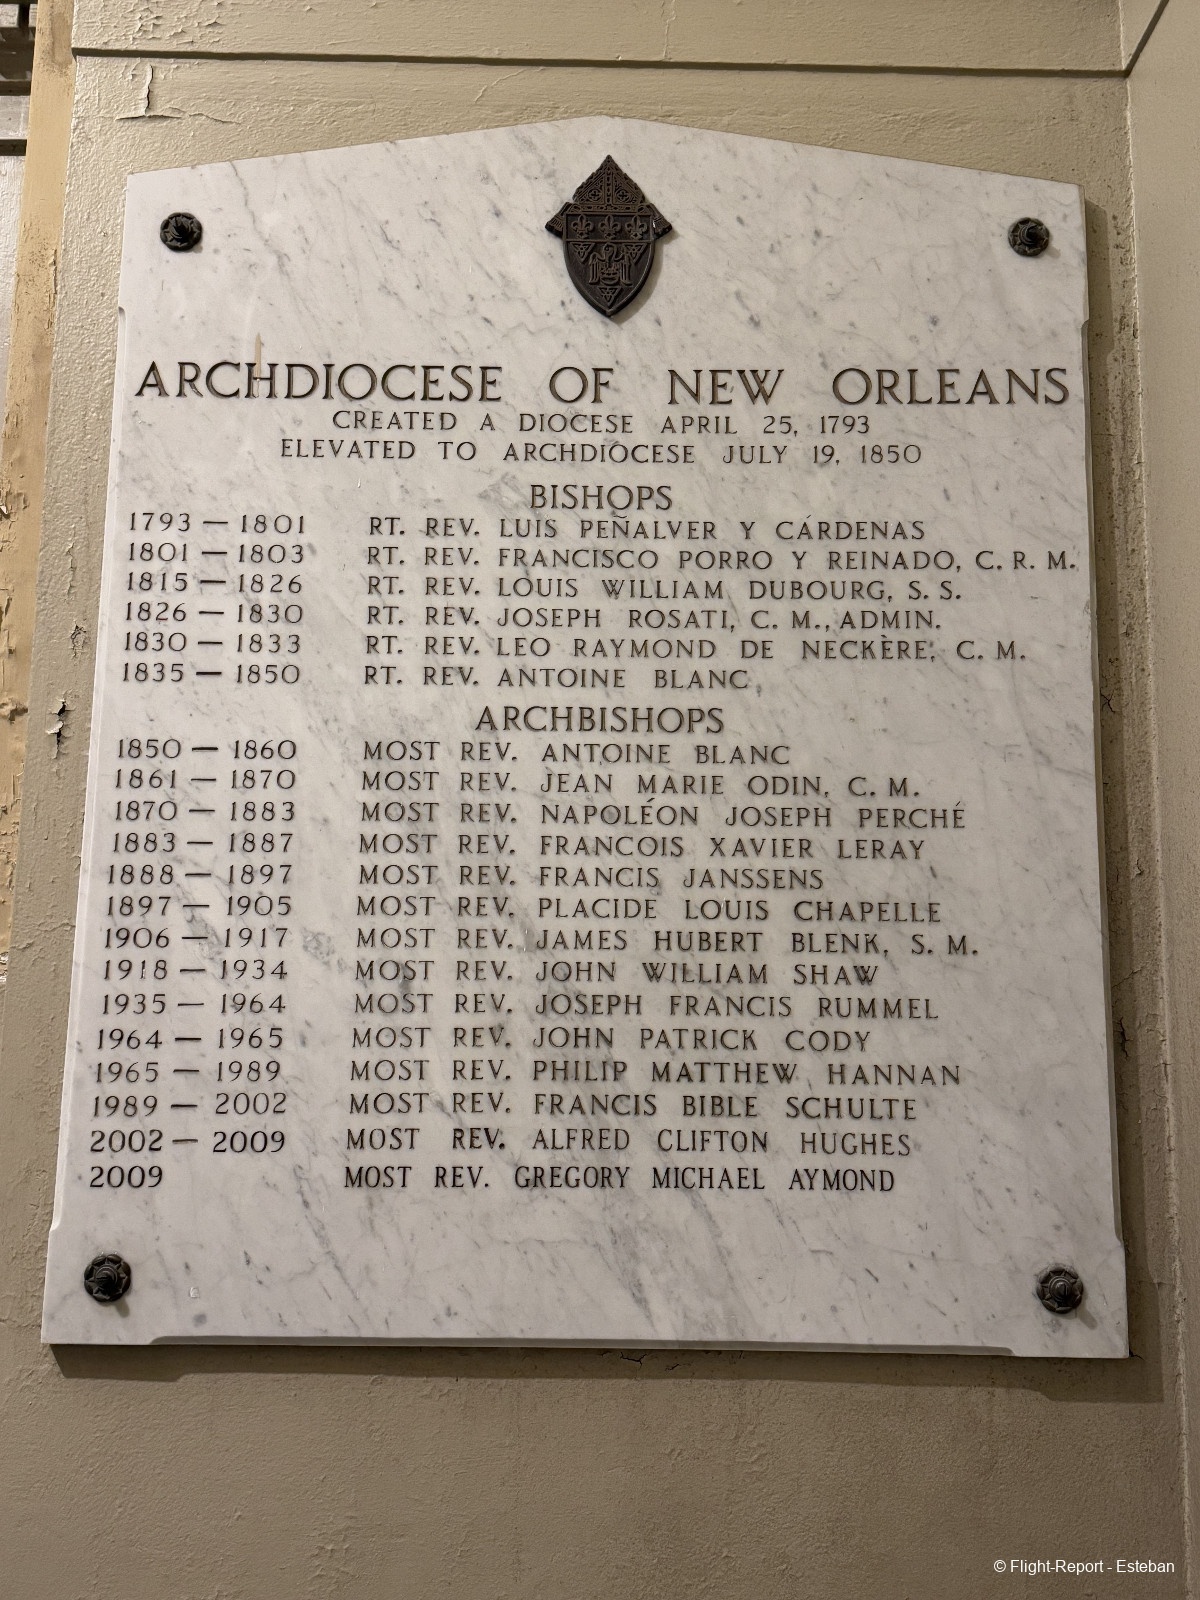 ARCHDIOCESE OF NEW ORLEANS
CREATED A DIOCESE APRIL 25, 1793
ELEVATED TO ARCHDIOCESE JULY 19, 1850
BISHOPS
1793 — 1801 RT. REV. LUIS PEÑALVER Y CÁRDENAS
1801 — 1803 RT. REV. FRANCISCO PORRO Y REINADO, C. R. M.
1815 — 1826 RT. REV. LOUIS WILLIAM DUBOURG, S. S.
1826 — 1830 RT. REV. JOSEPH ROSATI, C. M., ADMIN.
1830 — 1833 RT. REV. LEO RAYMOND DE NECKÈRE, C. M.
1835 — 1850 RT. REV. ANTOINE BLANC
ARCHBISHOPS
1850 — 1860 MOST REV. ANTOINE BLANC
1861 — 1870 MOST REV. JEAN MARIE ODIN, C. M.
1870 — 1883 MOST REV. NAPOLÉON JOSEPH PERCHÉ
1883 — 1887 MOST REV. FRANCOIS XAVIER LERAY
1888 — 1897 MOST REV. FRANCIS JANSSENS
1897 — 1905 MOST REV. PLACIDE LOUIS CHAPELLE
1906 — 1917 MOST REV. JAMES HUBERT BLENK, S. M.
1918 — 1934 MOST REV. JOHN WILLIAM SHAW
1935 — 1964 MOST REV. JOSEPH FRANCIS RUMMEL
1964 — 1965 MOST REV. JOHN PATRICK CODY
1965 — 1989 MOST REV. PHILIP MATTHEW HANNAN
1989 — 2002 MOST REV. FRANCIS BIBLE SCHULTE
2002 — 2009 MOST REV. ALFRED CLIFTON HUGHES
2009 MOST REV. GREGORY MICHAEL AYMOND
© Flight-Report - Esteban